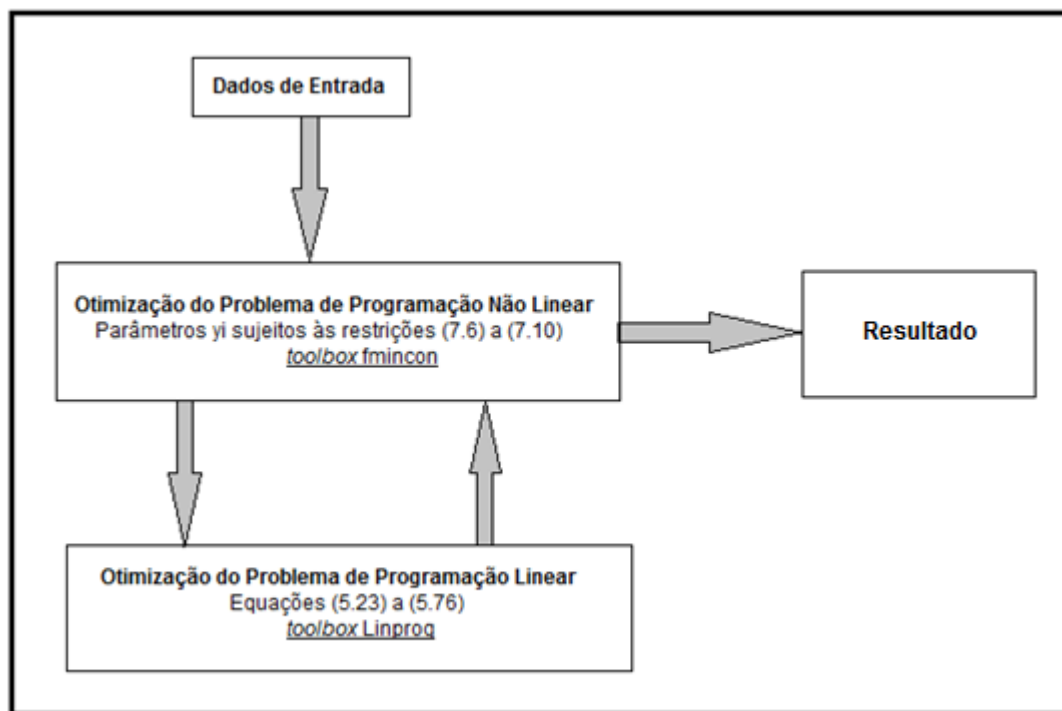 Dados de Entrada
Otimização do Problema de Programação Não Linear
Parâmetros yi sujeitos às restrições (7.6) a (7.10)
toolbox fmincon
Resultado
Otimização do Problema de Programação Linear
Equações (5.23) a (5.76)
toolbox Linprog